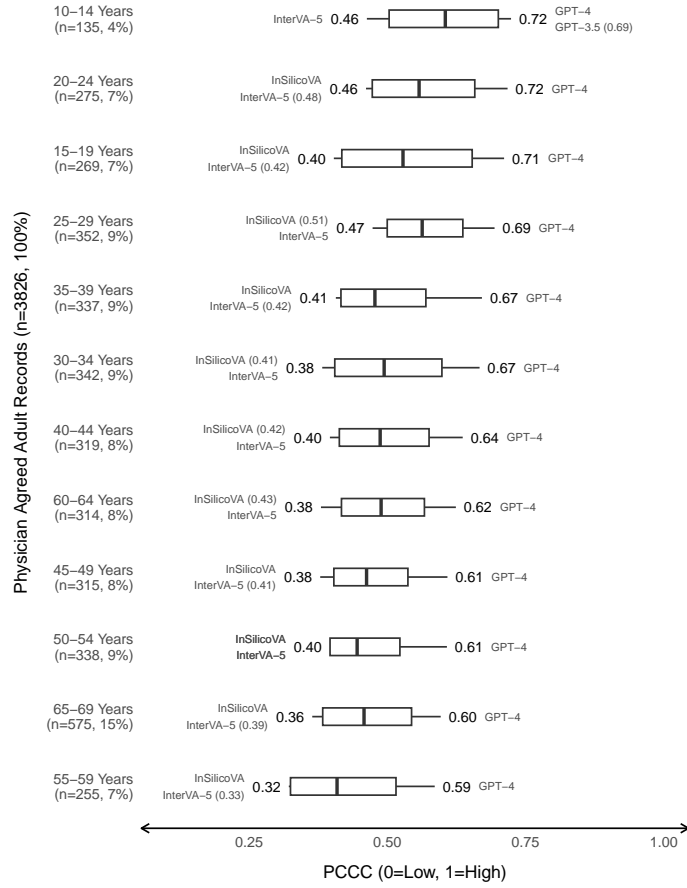 10−14 Years
(n=135, 4%)
InterVA−5
0.46
0.72
GPT−4
GPT−3.5 (0.69)
20−24 Years
(n=275, 7%)
InSilicoVA
InterVA−5 (0.48)
0.46
0.72
GPT−4
15−19 Years
(n=269, 7%)
InSilicoVA
InterVA−5 (0.42)
0.40
0.71
GPT−4
25−29 Years
(n=352, 9%)
InSilicoVA (0.51)
InterVA−5
0.47
0.69
GPT−4
35−39 Years
(n=337, 9%)
InSilicoVA
InterVA−5 (0.42)
0.41
0.67
GPT−4
30−34 Years
(n=342, 9%)
InSilicoVA (0.41)
InterVA−5
0.38
0.67
GPT−4
40−44 Years
(n=319, 8%)
InSilicoVA (0.42)
InterVA−5
0.40
0.64
GPT−4
60−64 Years
(n=314, 8%)
InSilicoVA (0.43)
InterVA−5
0.38
0.62
GPT−4
45−49 Years
(n=315, 8%)
InSilicoVA
InterVA−5 (0.41)
0.38
0.61
GPT−4
50−54 Years
(n=338, 9%)
InSilicoVA
InterVA−5
0.40
0.61
GPT−4
65−69 Years
(n=575, 15%)
InSilicoVA
InterVA−5 (0.39)
0.36
0.60
GPT−4
55−59 Years
(n=255, 7%)
InSilicoVA
InterVA−5 (0.33)
0.32
0.59
GPT−4
Physician Agreed Adult Records (n=3826, 100%)
0.25 0.50 0.75 1.00
PCCC (0=Low, 1=High)